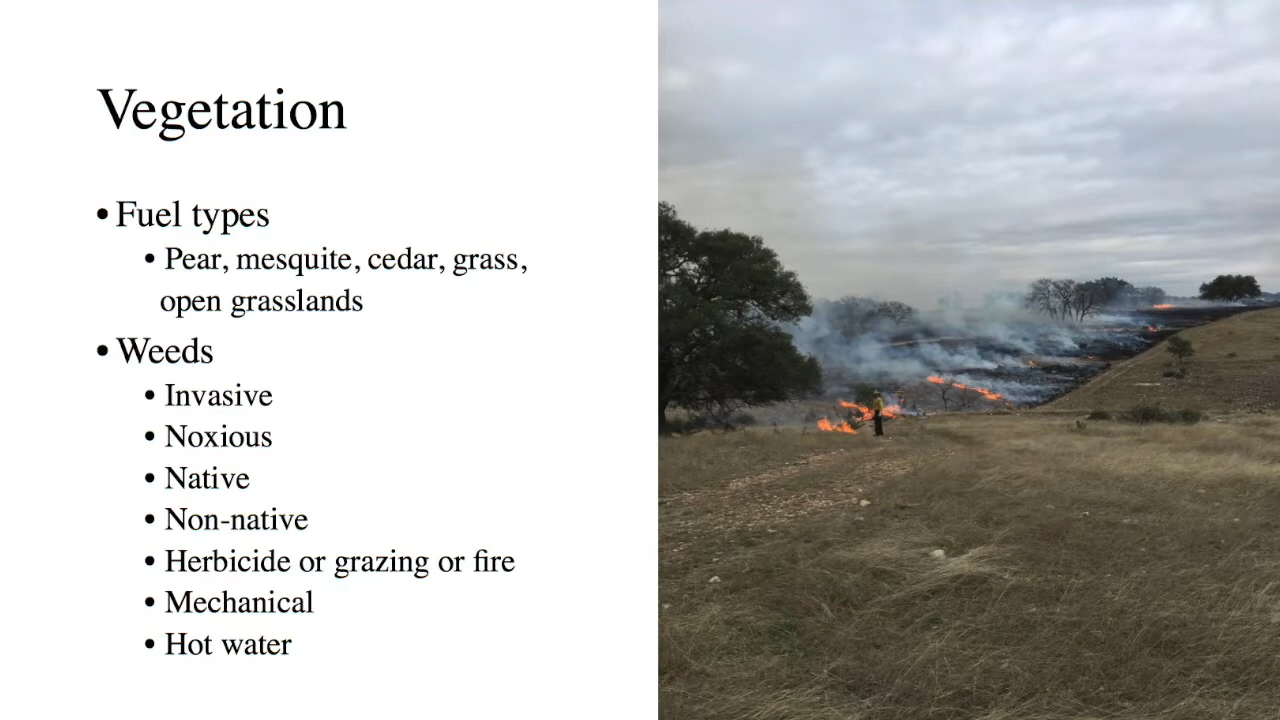 Vegetation
• Fuel types
• Pear, mesquite, cedar, grass,
open grasslands
• Weeds
• Invasive
• Noxious
• Native
• Non-native
• Herbicide or grazing or fire
• Mechanical
• Hot water